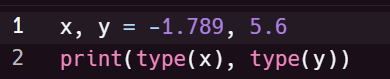 1 x, y = -1.789, 5.6
2 print(type(x), type(y))